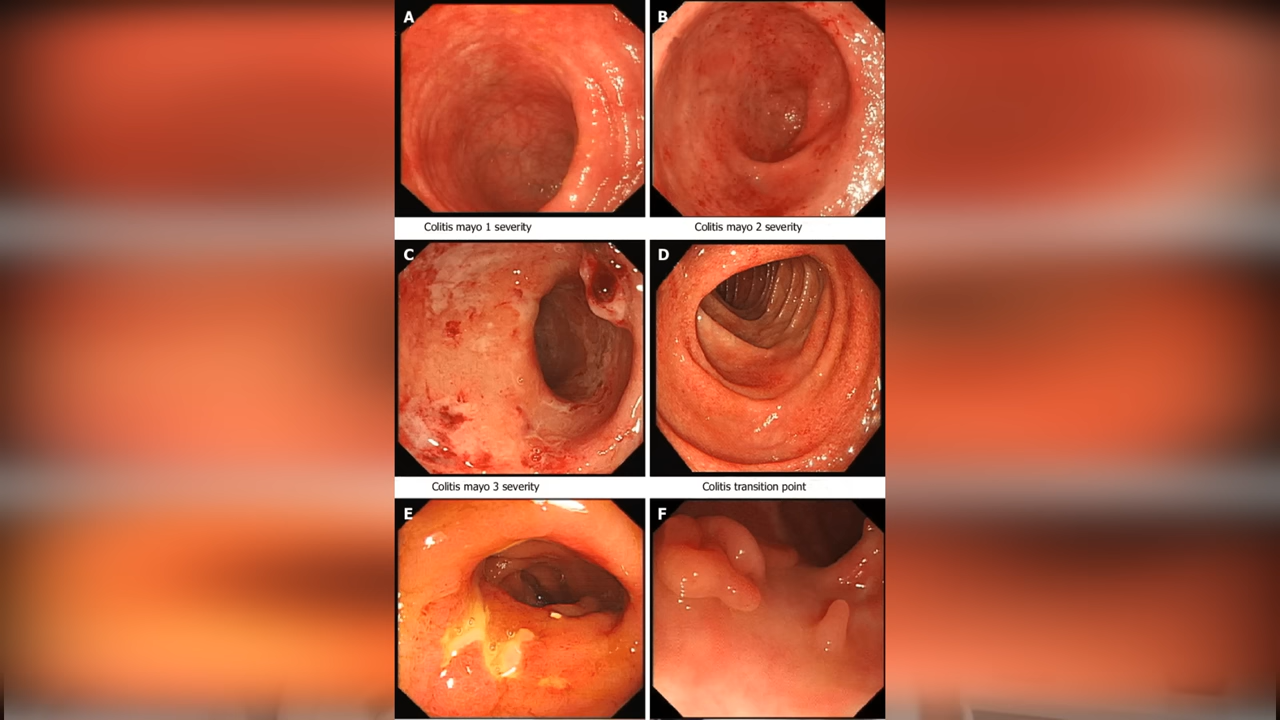 A
B
Colitis mayo 1 severity
Colitis mayo 2 severity
C
D
Colitis mayo 3 severity
Colitis transition point
E
F